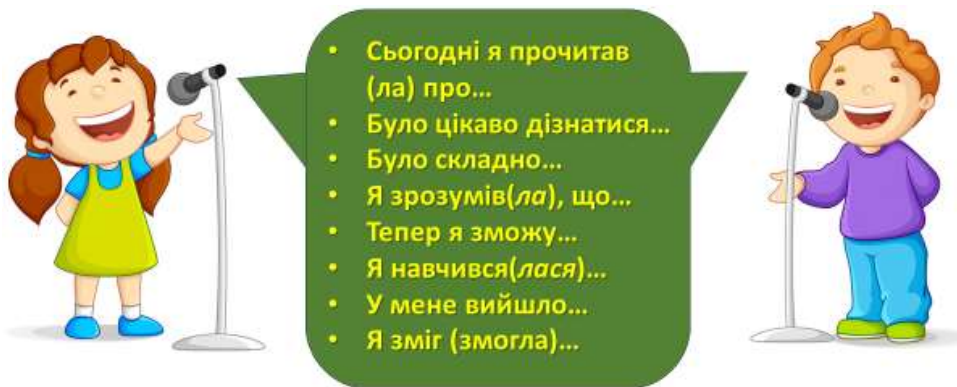 • Сьогодні я прочитав
(ла) про...
• Було цікаво дізнатися...
• Було складно...
• Я зрозумів(ла), що...
• Тепер я зможу...
• Я навчився(лася)...
• У мене вийшло...
• Я зміг (змогла)...